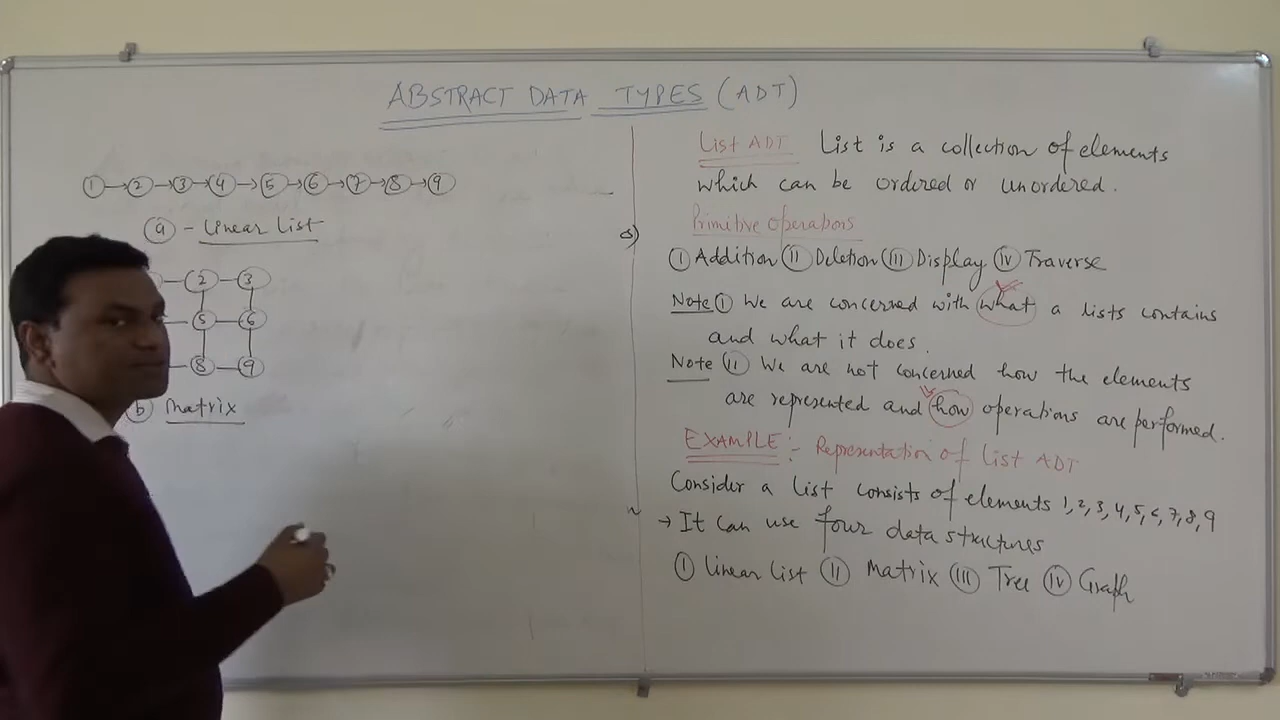 ABSTRACT DATA TYPES (ADT)
1 → 2 → 3 → 4 → 5 → 6 → 7 → 8 → 9
(a) - Linear List
2 3
5 6
8 9
(b) Matrix
List ADT List is a collection of elements
which can be ordered or unordered.
Primitive operations
(I) Addition (II) Deletion (III) Display (IV) Traverse
Note (I) We are concerned with what a lists contains
and what it does.
Note (II) We are not concerned how the elements
are represented and how operations are performed.
EXAMPLE:- Representation of List ADT
Consider a list consists of elements 1,2,3,4,5,6,7,8,9
→ It can use four data structures
(I) Linear List (II) Matrix (III) Tree (IV) Graph